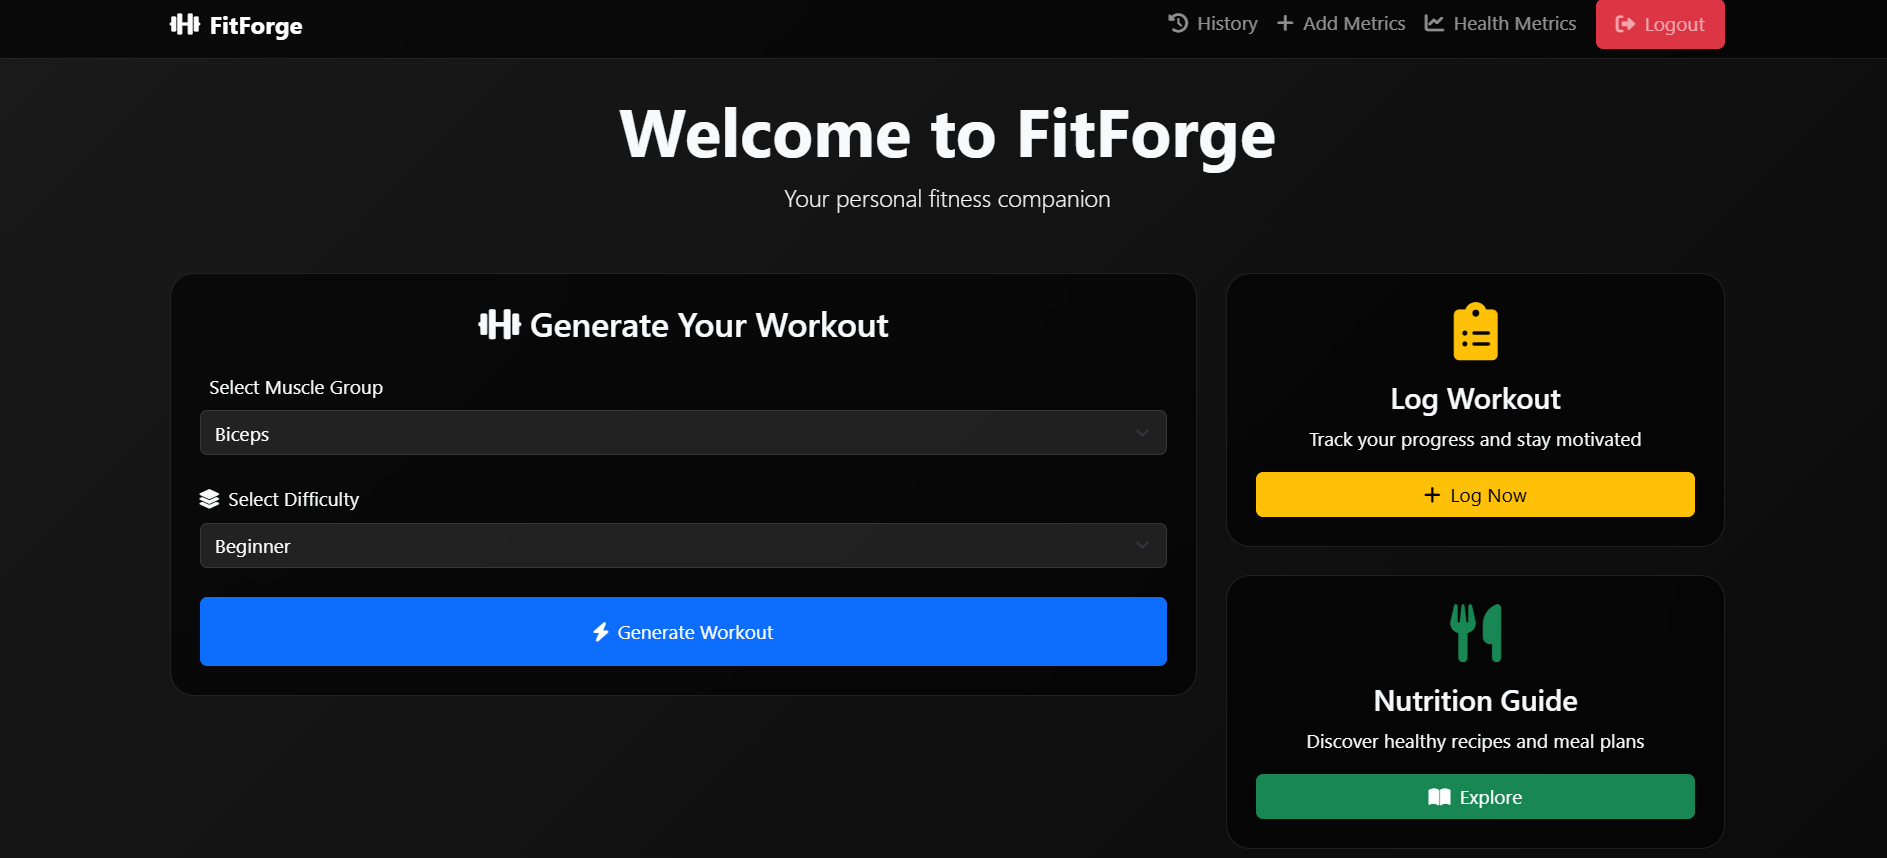 FitForge
History
Add Metrics
Health Metrics
Logout
Welcome to FitForge
Your personal fitness companion
Generate Your Workout
Select Muscle Group
Biceps
Select Difficulty
Beginner
Generate Workout
Log Workout
Track your progress and stay motivated
Log Now
Nutrition Guide
Discover healthy recipes and meal plans
Explore